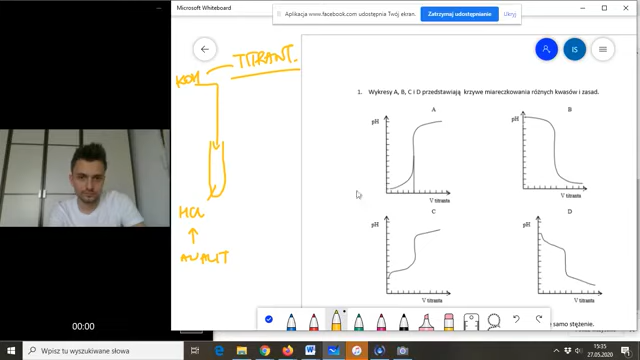 Microsoft Whiteboard
Aplikacja www.facebook.com udostępnia Twój ekran.
Zatrzymaj udostępnianie
Ukryj
IS
KOH
TITRANT.
HCl
ANALIT
1. Wykresy A, B, C i D przedstawiają krzywe miareczkowania różnych kwasów i zasad.
A
B
pH
pH
V titranta
V titranta
C
D
pH
pH
V titranta
V titranta
samo stężenie.
00:00
Wpisz tu wyszukiwane słowa
15:35
27.05.2020